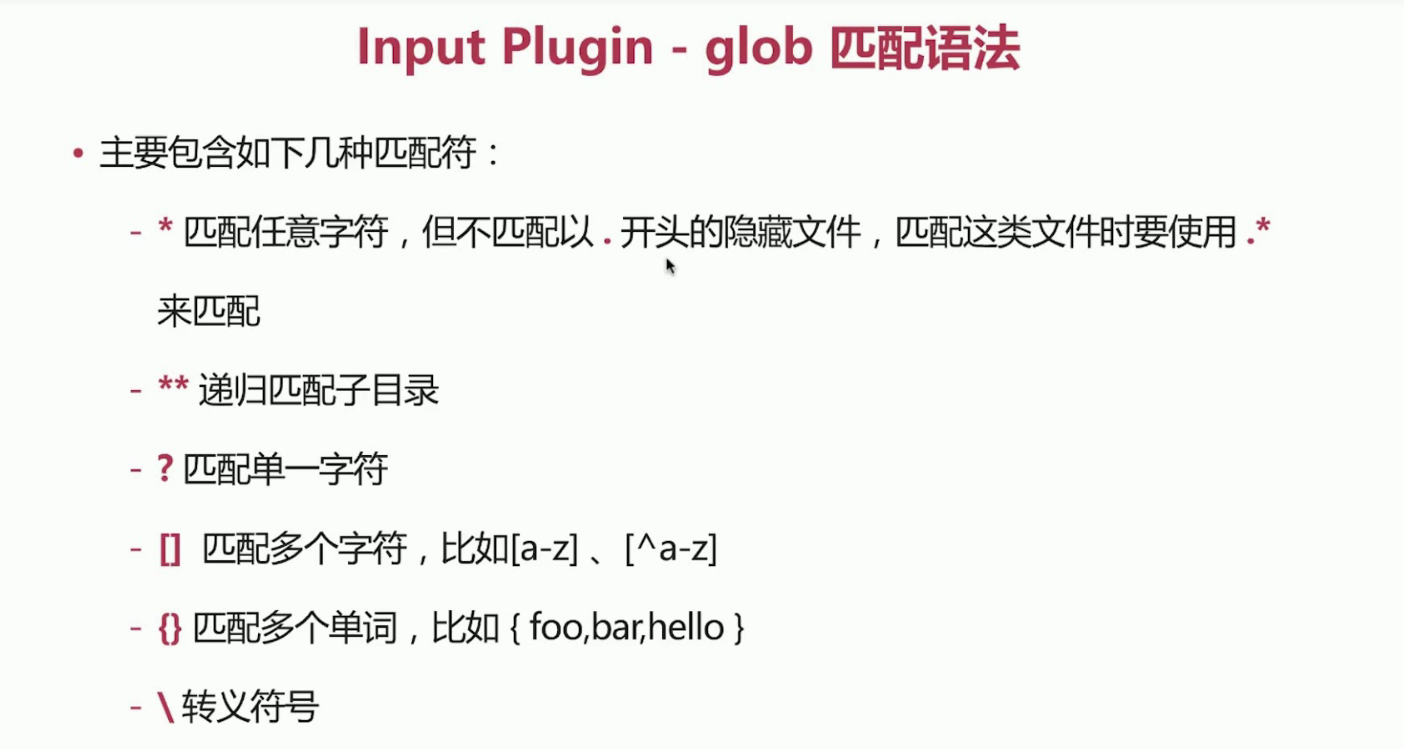 Input Plugin - glob 匹配语法
• 主要包含如下几种匹配符：
- * 匹配任意字符，但不匹配以 . 开头的隐藏文件，匹配这类文件时要使用 .*
来匹配
- ** 递归匹配子目录
- ? 匹配单一字符
- [] 匹配多个字符，比如[a-z] 、[^a-z]
- {} 匹配多个单词，比如 { foo,bar,hello }
- \ 转义符号